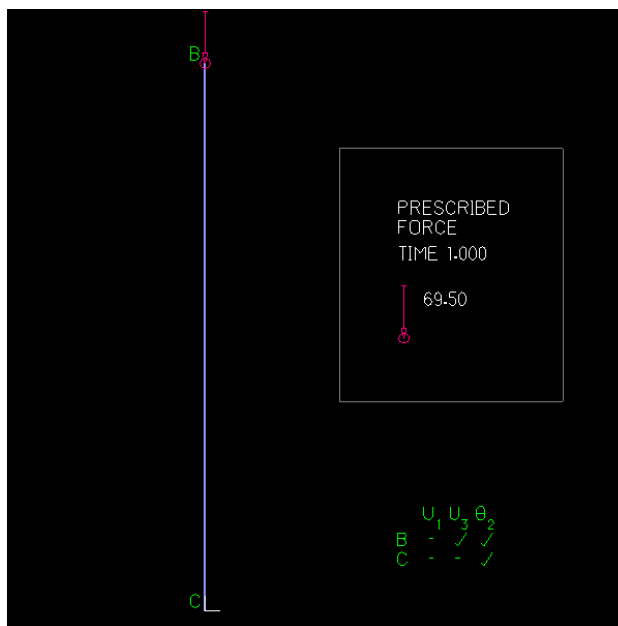 B
PRESCRIBED
FORCE
TIME 1.000
69.50
U1 U3 θ2
B - ✓ ✓
C - - ✓
C